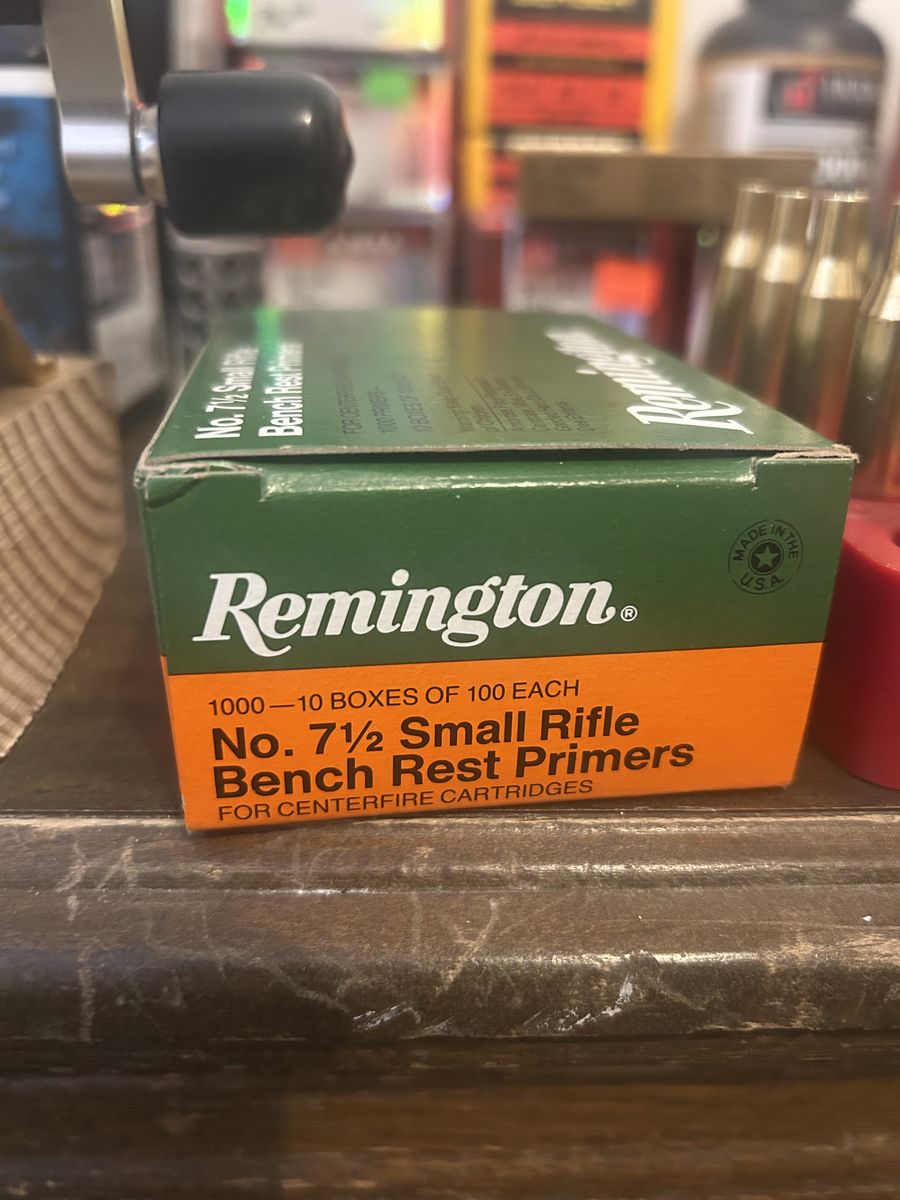 No. 7½ Small Rifle
Bench Rest Primers
Remington
Remington®
MADE IN THE
U.S.A.
1000—10 BOXES OF 100 EACH
No. 7½ Small Rifle
Bench Rest Primers
FOR CENTERFIRE CARTRIDGES